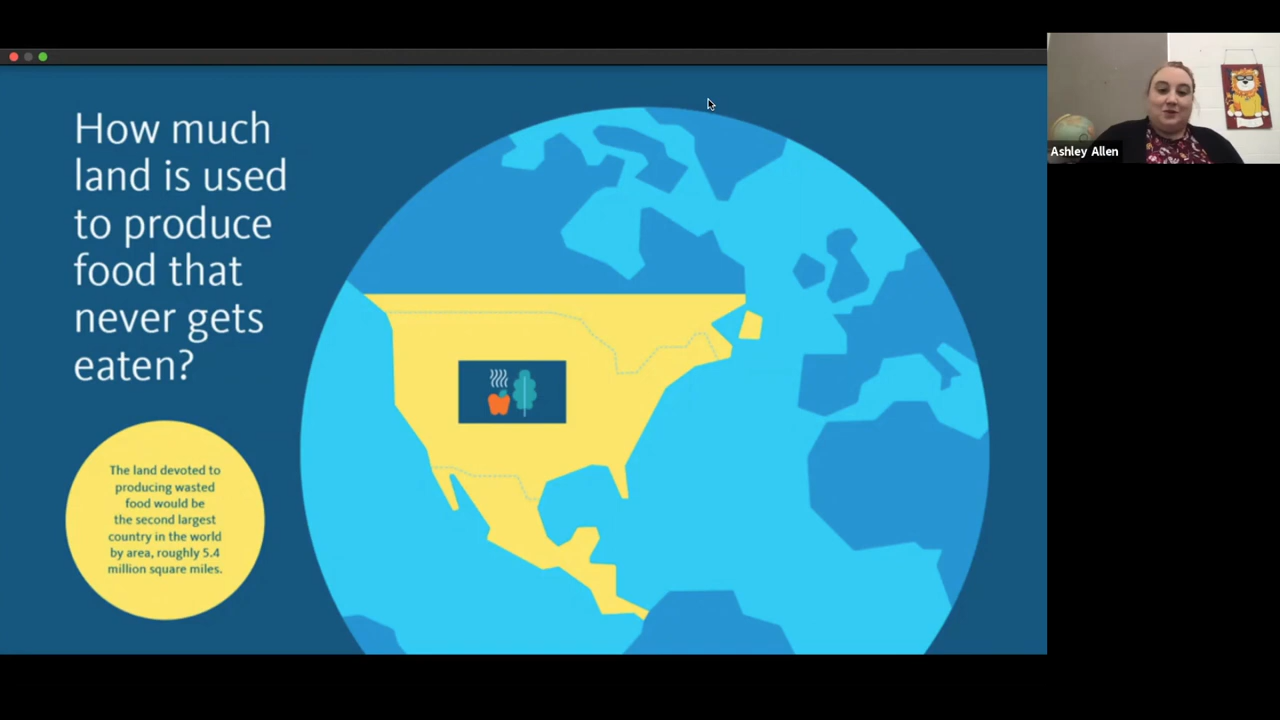 How much
land is used
to produce
food that
never gets
eaten?
The land devoted to
producing wasted
food would be
the second largest
country in the world
by area, roughly 5.4
million square miles.
Ashley Allen